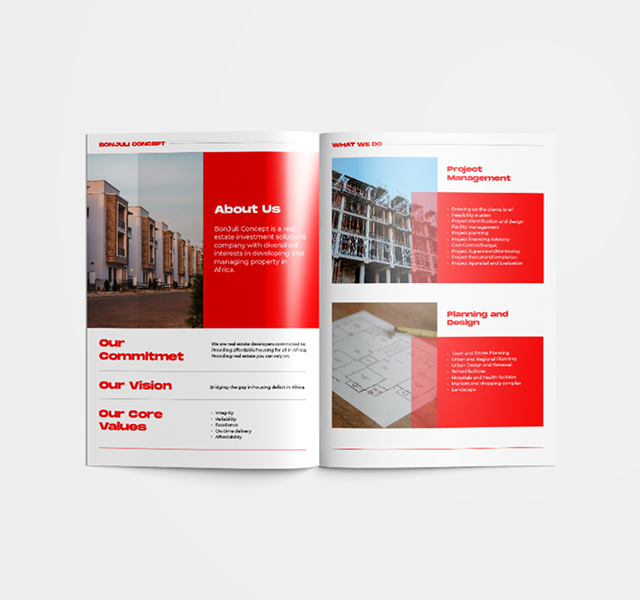 BONJULI CONCEPT
About Us
BonJuli Concept is a real
estate investment solutions
company with diversified
interests in developing and
managing property in
Africa.
Our
Commitmet
We are real estate developers committed to;
Providing affordable housing for all in Africa.
Providing real estate you can rely on.
Our Vision
Bridging the gap in housing defect in Africa.
Our Core
Values
• Integrity
• Reliability
• Excellence
• On-time delivery
• Affordability
WHAT WE DO
Project
Management
• Drawing up the clients brief
• Feasibility studies
• Project identification and design
• Facility management
• Project planning
• Project financing Advisory
• Cost Control/budget
• Project Supervision/Monitoring
• Project Execution/Completion
• Project Appraisal and Evaluation
Planning and
Design
• Town and Estate Planning
• Urban and Regional Planning
• Urban Design and Renewal
• School facilities
• Hospitals and Health facilities
• Markets and shopping complex
• Landscape